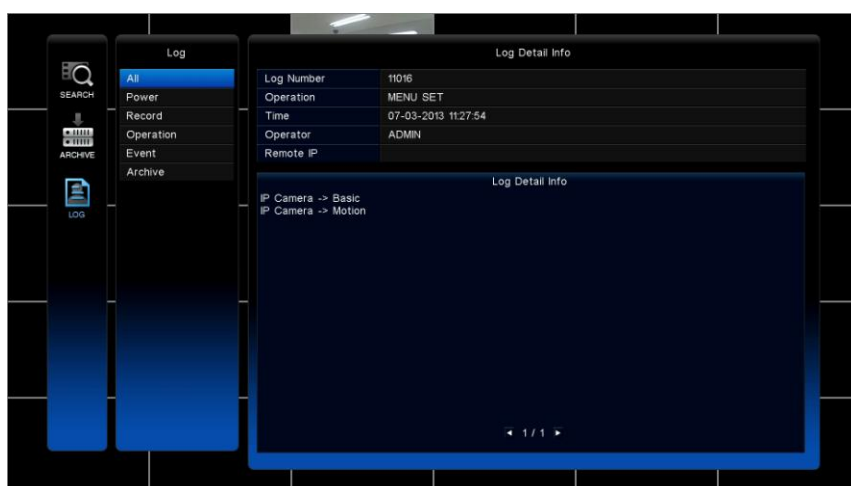 SEARCH
ARCHIVE
LOG
Log
All
Power
Record
Operation
Event
Archive
Log Detail Info
Log Number 11016
Operation MENU SET
Time 07-03-2013 11:27:54
Operator ADMIN
Remote IP
Log Detail Info
IP Camera -> Basic
IP Camera -> Motion
◄ 1 / 1 ►